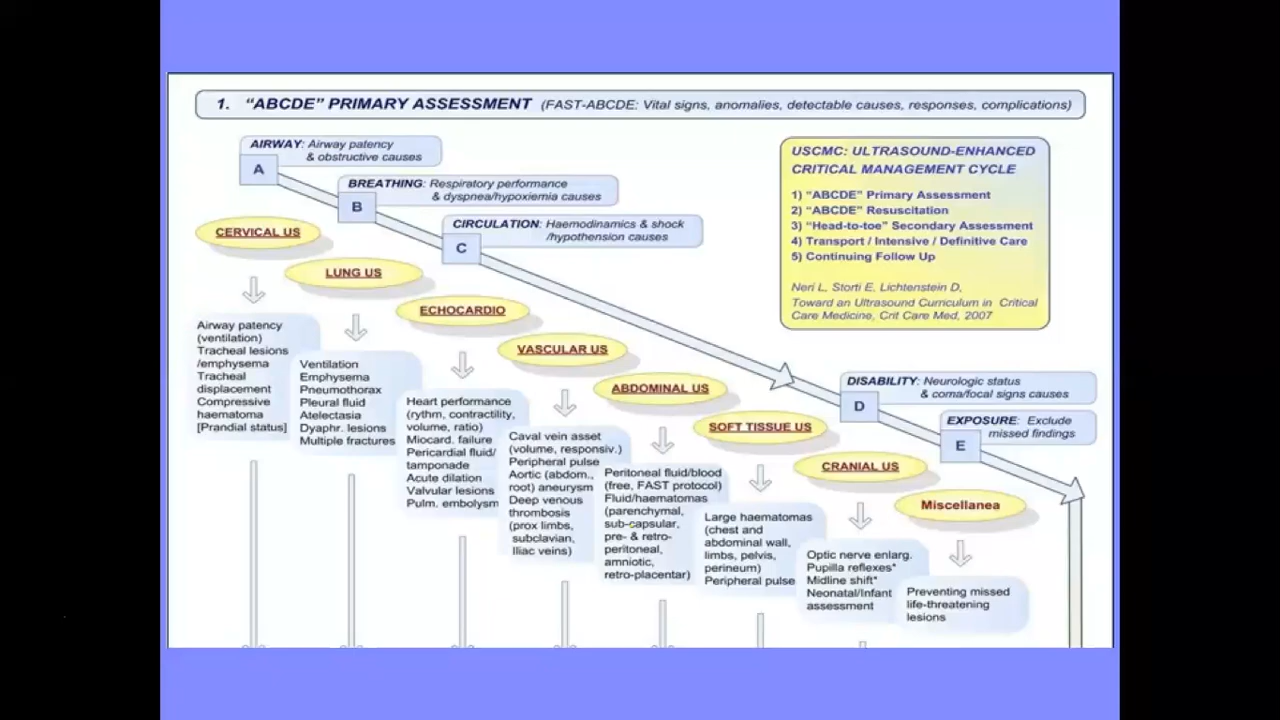 1. “ABCDE” PRIMARY ASSESSMENT (FAST-ABCDE: Vital signs, anomalies, detectable causes, responses, complications)
AIRWAY: Airway patency
& obstructive causes
A
BREATHING: Respiratory performance
& dyspnea/hypoxiemia causes
B
CIRCULATION: Haemodinamics & shock
/hypothension causes
C
USCMC: ULTRASOUND-ENHANCED
CRITICAL MANAGEMENT CYCLE
1) “ABCDE” Primary Assessment
2) “ABCDE” Resuscitation
3) “Head-to-toe” Secondary Assessment
4) Transport / Intensive / Definitive Care
5) Continuing Follow Up
Neri L, Storti E, Lichtenstein D,
Toward an Ultrasound Curriculum in Critical
Care Medicine, Crit Care Med, 2007
DISABILITY: Neurologic status
& coma/focal signs causes
D
EXPOSURE: Exclude
missed findings
E
CERVICAL US
Airway patency
(ventilation)
Tracheal lesions
/emphysema
Tracheal
displacement
Compressive
haematoma
[Prandial status]
LUNG US
Ventilation
Emphysema
Pneumothorax
Pleural fluid
Atelectasia
Dyaphr. lesions
Multiple fractures
ECHOCARDIO
Heart performance
(rythm, contractility,
volume, ratio)
Miocard. failure
Pericardial fluid/
tamponade
Acute dilation
Valvular lesions
Pulm. embolysm
VASCULAR US
Caval vein asset
(volume, responsiv.)
Peripheral pulse
Aortic (abdom.,
root) aneurysm
Deep venous
thrombosis
(prox limbs,
subclavian,
Iliac veins)
ABDOMINAL US
Peritoneal fluid/blood
(free, FAST protocol)
Fluid/haematomas
(parenchymal,
sub-capsular,
pre- & retro-
peritoneal,
amniotic,
retro-placentar)
SOFT TISSUE US
Large haematomas
(chest and
abdominal wall,
limbs, pelvis,
perineum)
Peripheral pulse
CRANIAL US
Optic nerve enlarg.
Pupilla reflexes*
Midline shift*
Neonatal/Infant
assessment
Miscellanea
Preventing missed
life-threatening
lesions